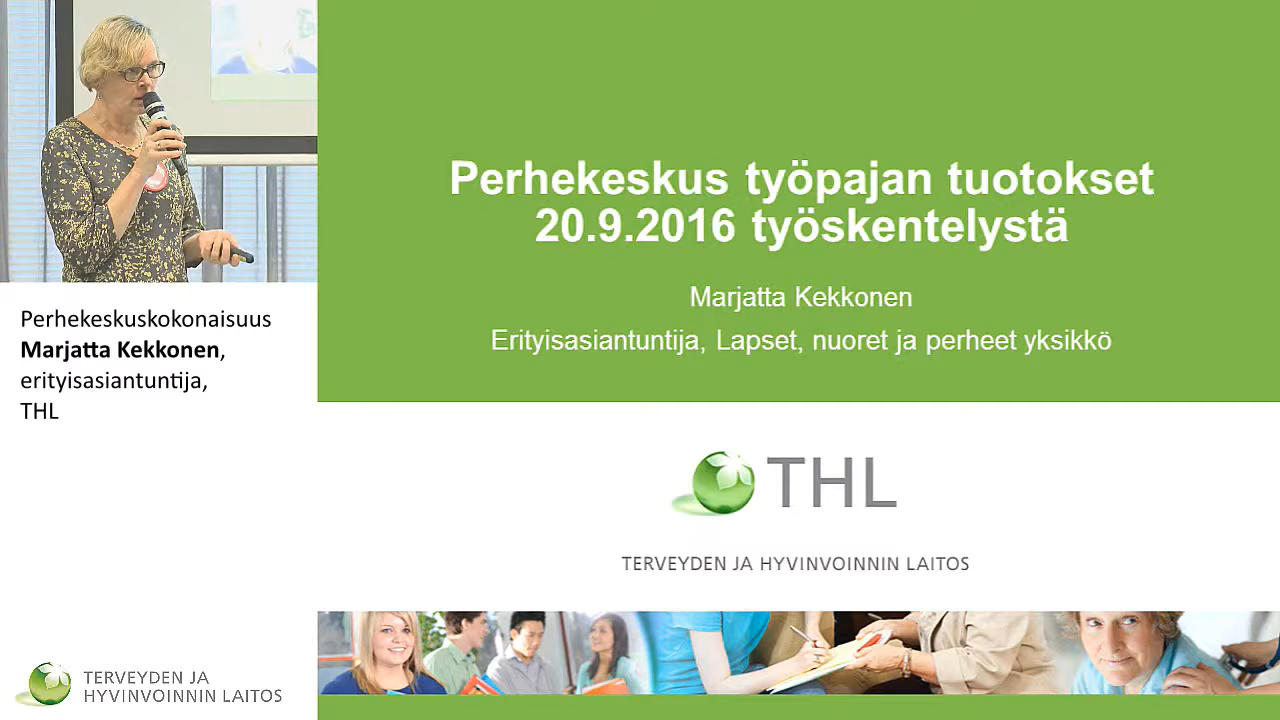 Perhekeskuskokonaisuus
Marjatta Kekkonen,
erityisasiantuntija,
THL
TERVEYDEN JA
HYVINVOINNIN LAITOS
Perhekeskus työpajan tuotokset
20.9.2016 työskentelystä
Marjatta Kekkonen
Erityisasiantuntija, Lapset, nuoret ja perheet yksikkö
THL
TERVEYDEN JA HYVINVOINNIN LAITOS